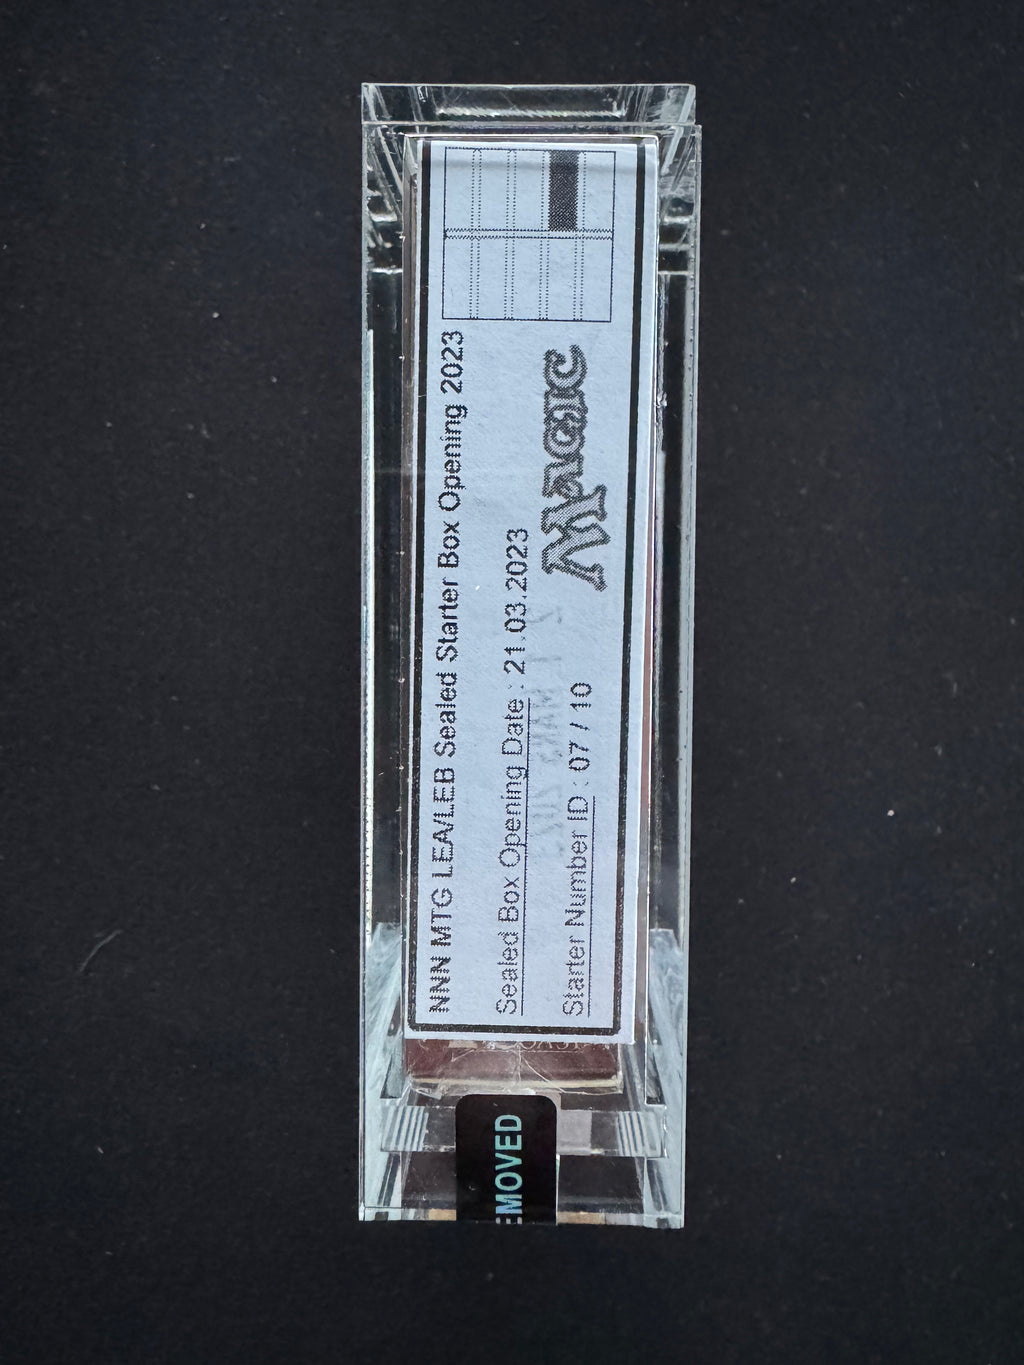 NNN MTG LEA/LEB Sealed Starter Box Opening 2023
Sealed Box Opening Date : 21.03.2023
Starter Number ID : 07 / 10
MAGIC
EMOVED